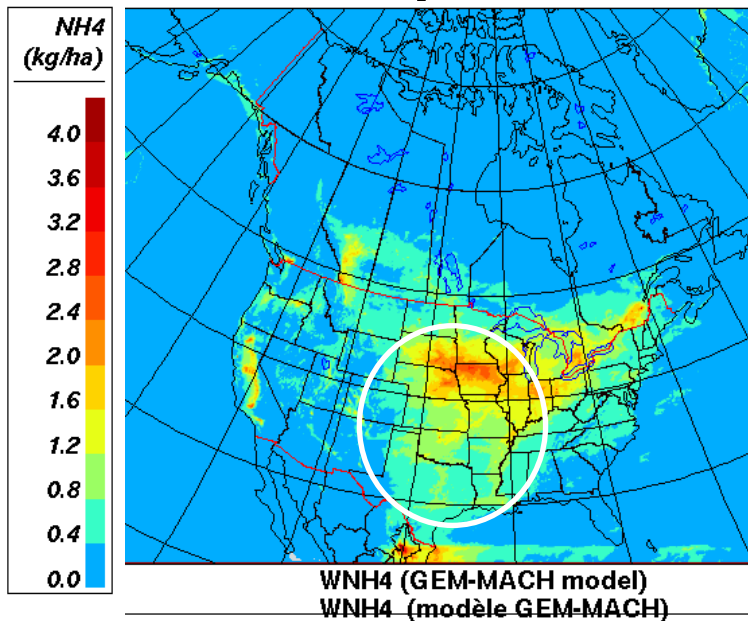 NH4
(kg/ha)
4.0
3.6
3.2
2.8
2.4
2.0
1.6
1.2
0.8
0.4
0.0
WNH4 (GEM-MACH model)
WNH4 (modèle GEM-MACH)